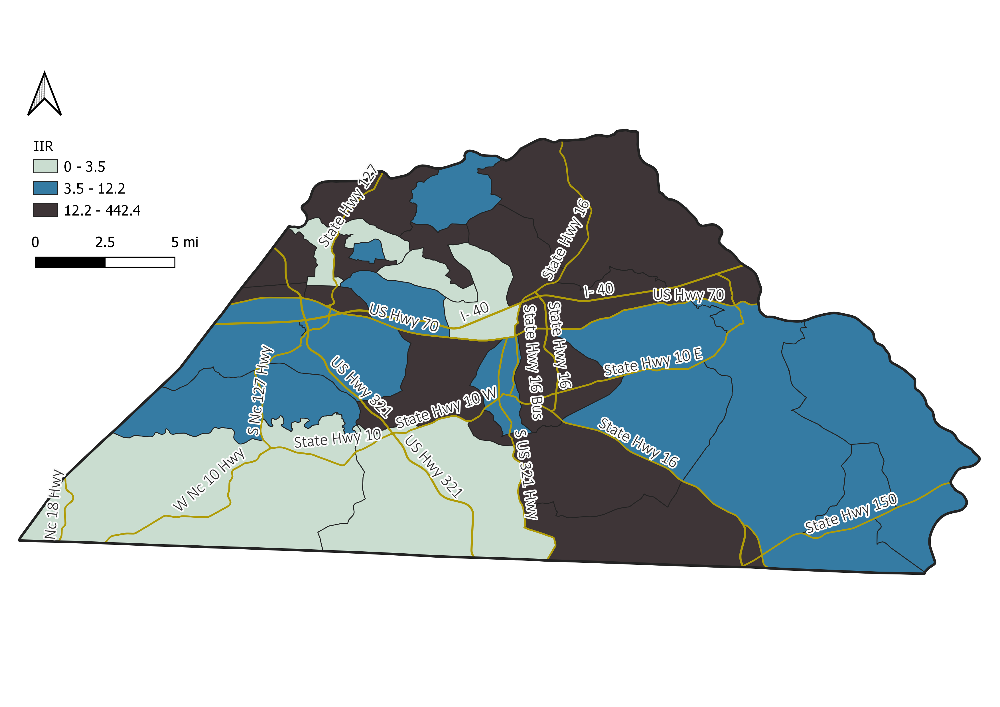 IIR
0 - 3.5
3.5 - 12.2
12.2 - 442.4
0 2.5 5 mi
State Hwy 127
State Hwy 16
I- 40
US Hwy 70
US Hwy 70
I- 40
State Hwy 16 Bus
State Hwy 16
State Hwy 10 E
S Nc 127 Hwy
US Hwy 321
State Hwy 10 W
State Hwy 10
State Hwy 16
US Hwy 321
S US 321 Hwy
W Nc 10 Hwy
Nc 18 Hwy
State Hwy 150